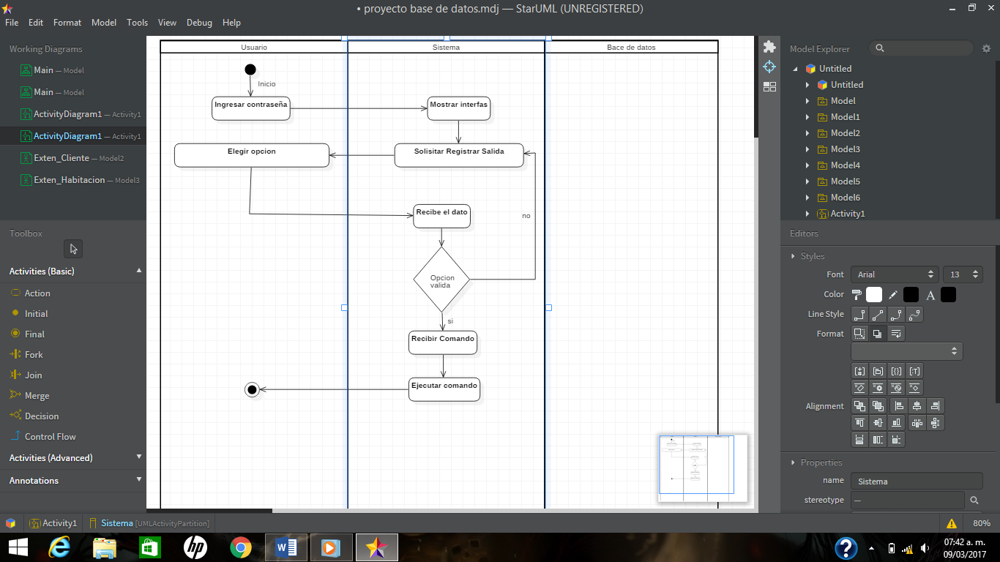 • proyecto base de datos.mdj — StarUML (UNREGISTERED)
File Edit Format Model Tools View Debug Help
Working Diagrams
Main — Model
Main — Model
ActivityDiagram1 — Activity1
ActivityDiagram1 — Activity1
Exten_Cliente — Model2
Exten_Habitacion — Model3
Toolbox
Activities (Basic)
Action
Initial
Final
Fork
Join
Merge
Decision
Control Flow
Activities (Advanced)
Annotations
Usuario Sistema Bace de datos
Inicio
Ingresar contraseña Mostrar interfas
Elegir opcion Solisitar Registrar Salida
Recibe el dato
no
Opcion
valida
si
Recibir Comando
Ejecutar comando
Model Explorer
Untitled
Untitled
Model
Model1
Model2
Model3
Model4
Model5
Model6
Activity1
Editors
Styles
Font Arial 13
Color A
Line Style
Format
Alignment
Properties
name Sistema
stereotype —
Activity1 Sistema [UMLActivityPartition] 80%
hp W ?
07:42 a. m.
09/03/2017